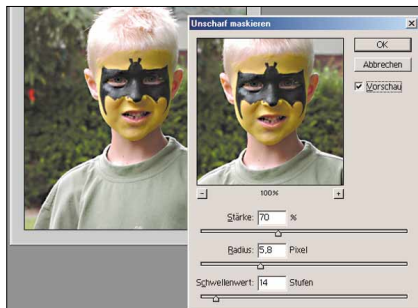 Unscharf maskieren
OK
Abbrechen
Vorschau
- 100% +
Stärke: 70 %
Radius: 5,8 Pixel
Schwellenwert: 14 Stufen